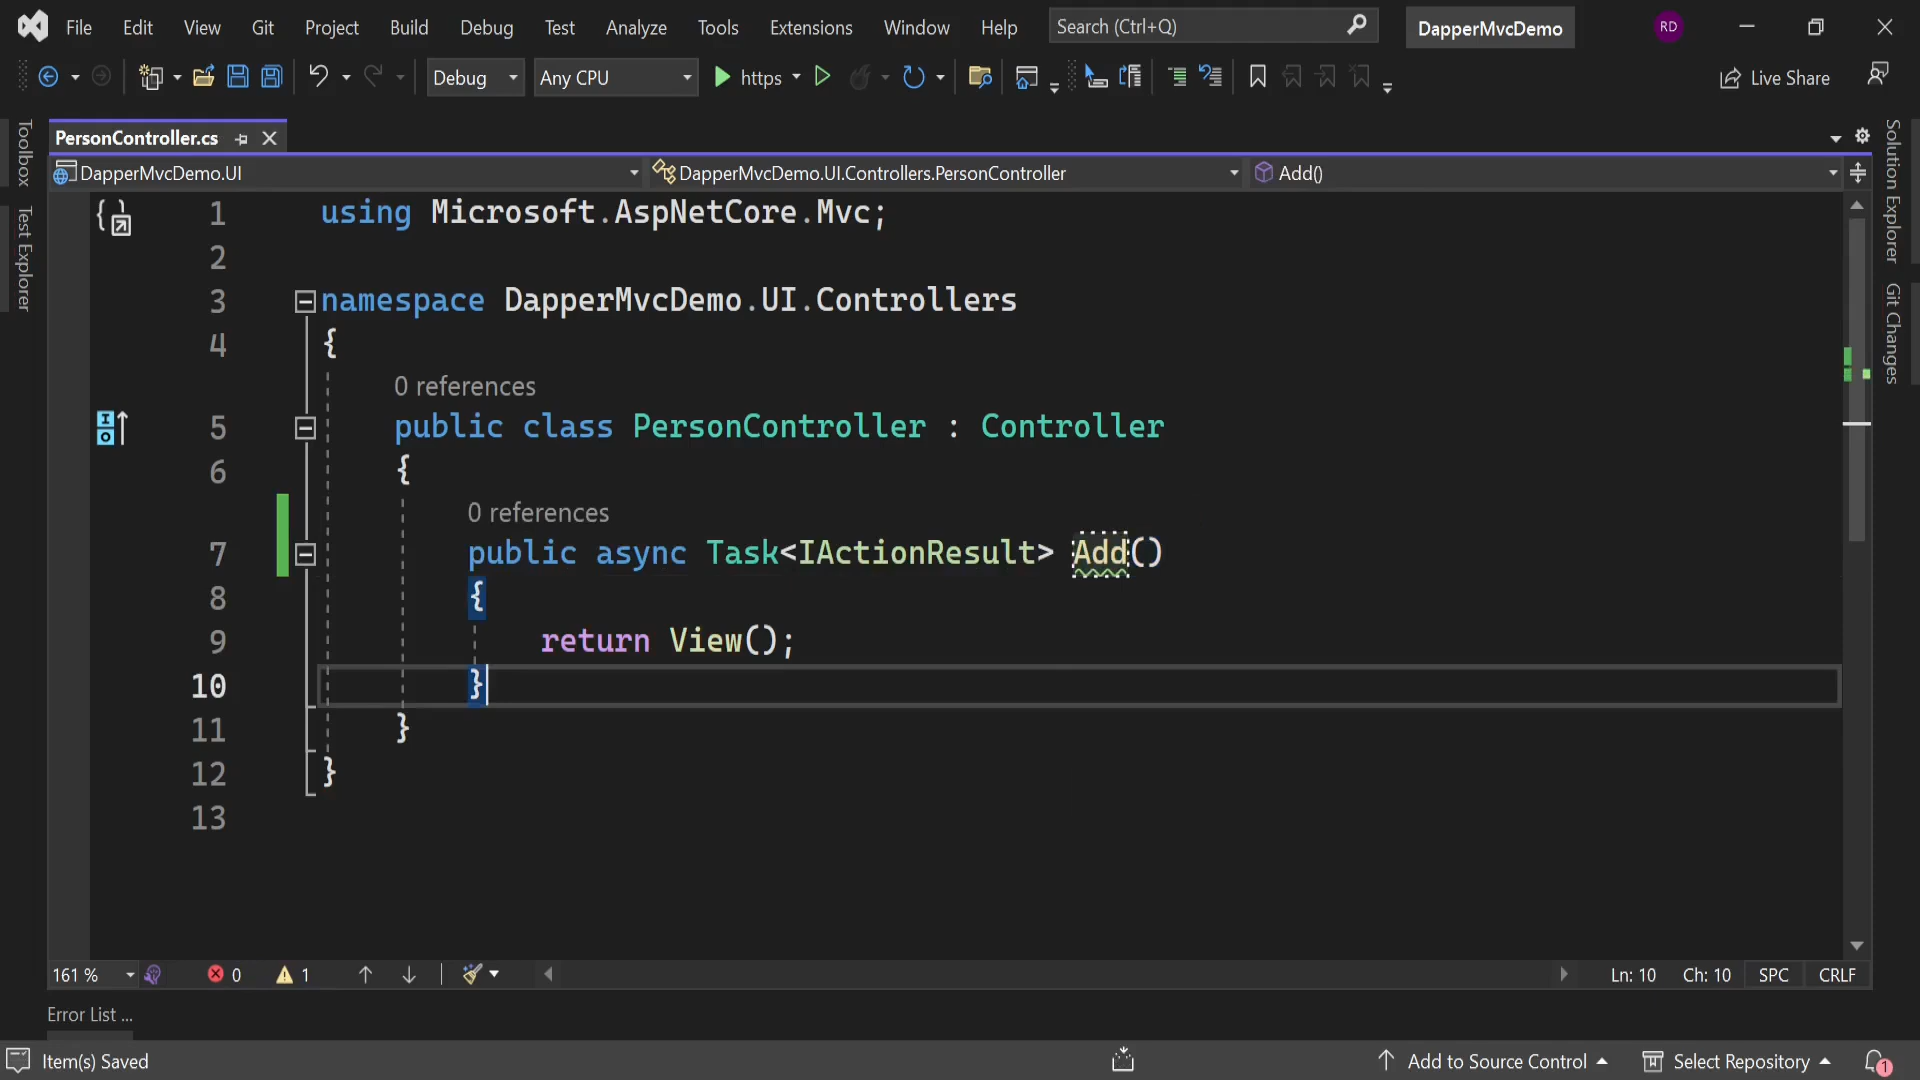 File Edit View Git Project Build Debug Test Analyze Tools Extensions Window Help Search (Ctrl+Q) DapperMvcDemo RD
Debug Any CPU https Live Share
Toolbox
Test Explorer
PersonController.cs
DapperMvcDemo.UI DapperMvcDemo.UI.Controllers.PersonController Add()
1 using Microsoft.AspNetCore.Mvc;
2
3 namespace DapperMvcDemo.UI.Controllers
4 {
0 references
5 public class PersonController : Controller
6 {
0 references
7 public async Task<IActionResult> Add()
8 {
9 return View();
10 }
11 }
12 }
13
Solution Explorer
Git Changes
161 % 0 1 Ln: 10 Ch: 10 SPC CRLF
Error List ...
Item(s) Saved Add to Source Control Select Repository 1